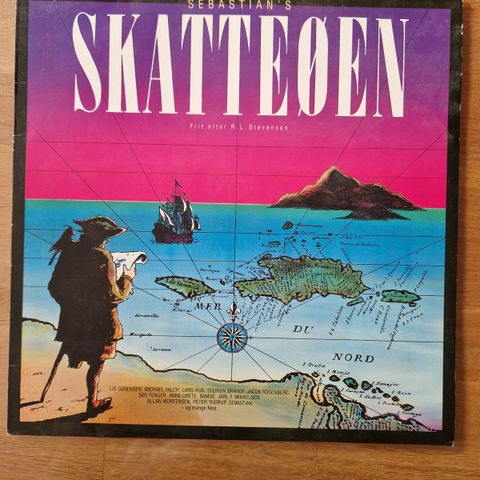 SEBASTIAN'S
SKATTEØEN
Frit efter R.L. Stevenson
MER
DU
NORD
LIS SØRENSEN, MICHAEL FALCH, LARS HUG, STEFFEN BRANDT, JACOB ROSENBERG,
SØS FENGER, ANNE GRETE, BAMSE, JARL F. MIKKELSEN,
ALLAN MORTENSEN, PETER THORUP, SEBASTIAN
- og mange flere